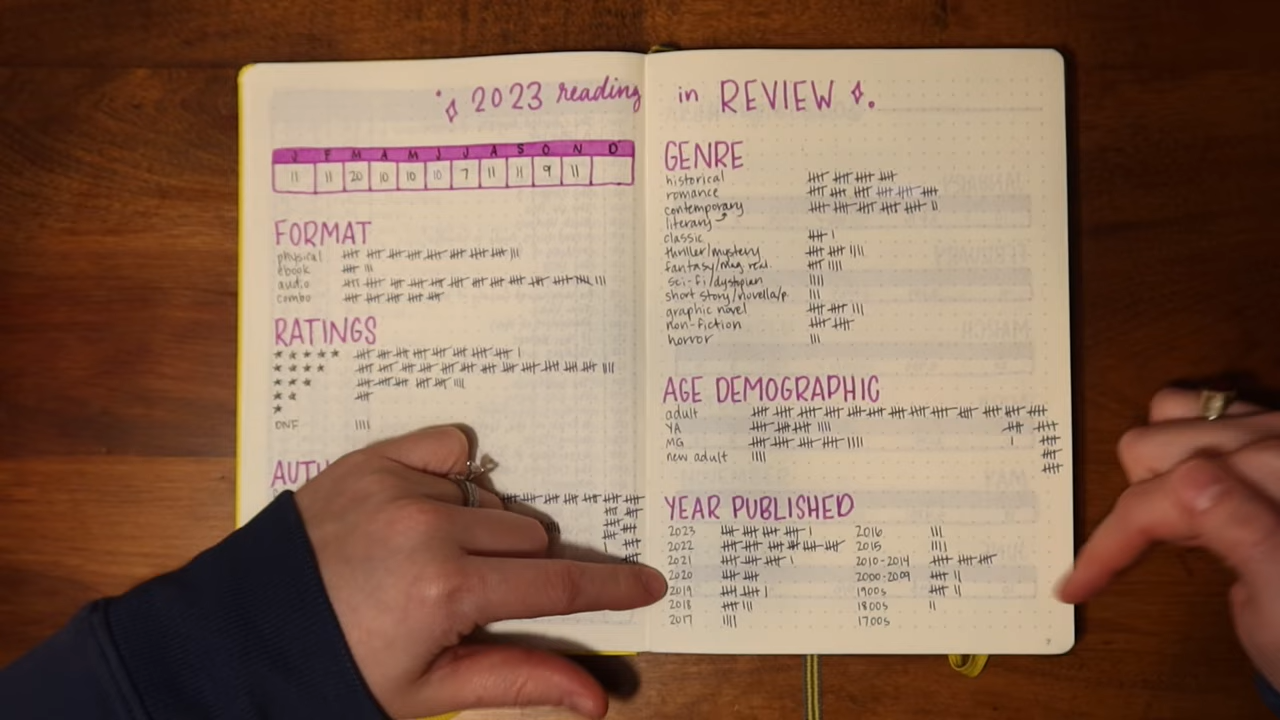 2023 reading in REVIEW
J F M A M J J A S O N D
11 11 20 10 10 10 7 11 11 9 11
FORMAT
physical
ebook
audio
combo
RATINGS
DNF
GENRE
historical
romance
contemporary
literary
classic
thriller/mystery
fantasy/mag real.
sci-fi/dystopian
short story/novella/p.
graphic novel
non-fiction
horror
AGE DEMOGRAPHIC
adult
YA
MG
new adult
YEAR PUBLISHED
2023 2016
2022 2015
2021 2010-2014
2020 2000-2009
2019 1900s
2018 1800s
2017 1700s